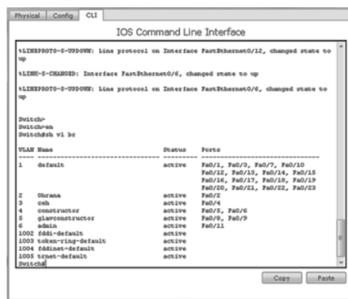 Physical Config CLI
IOS Command Line Interface
%LINEPROTO-5-UPDOWN: Line protocol on Interface FastEthernet0/12, changed state to
up
%LINK-5-CHANGED: Interface FastEthernet0/6, changed state to up
%LINEPROTO-5-UPDOWN: Line protocol on Interface FastEthernet0/6, changed state to
up
Switch>
Switch>en
Switch#sh vl br
VLAN Name Status Ports
1 default active Fa0/1, Fa0/3, Fa0/7, Fa0/10
Fa0/12, Fa0/13, Fa0/14, Fa0/15
Fa0/16, Fa0/17, Fa0/18, Fa0/19
Fa0/20, Fa0/21, Fa0/22, Fa0/23
2 Ohrana active Fa0/2
3 ceh active Fa0/4
4 constructor active Fa0/5, Fa0/6
5 glavconstructor active Fa0/8, Fa0/9
6 admin active Fa0/11
1002 fddi-default active
1003 token-ring-default active
1004 fddinet-default active
1005 trnet-default active
Switch#
Copy Paste